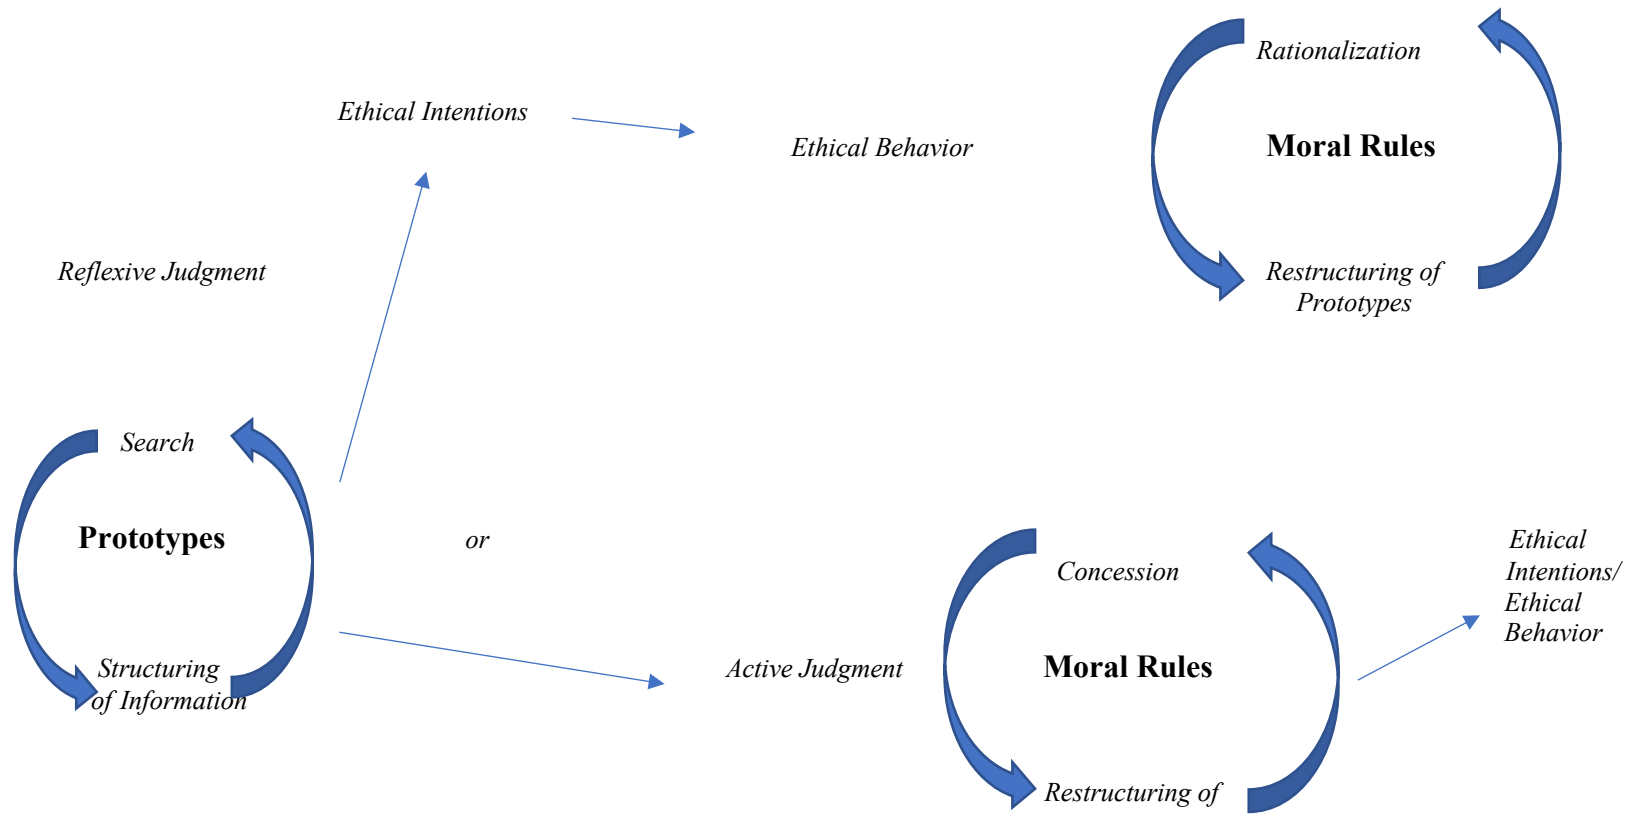 Rationalization
Ethical Intentions
Ethical Behavior
Moral Rules
Reflexive Judgment
Restructuring of
Prototypes
Search
Prototypes
or
Structuring
of Information
Concession
Active Judgment
Moral Rules
Restructuring of
Ethical
Intentions/
Ethical
Behavior